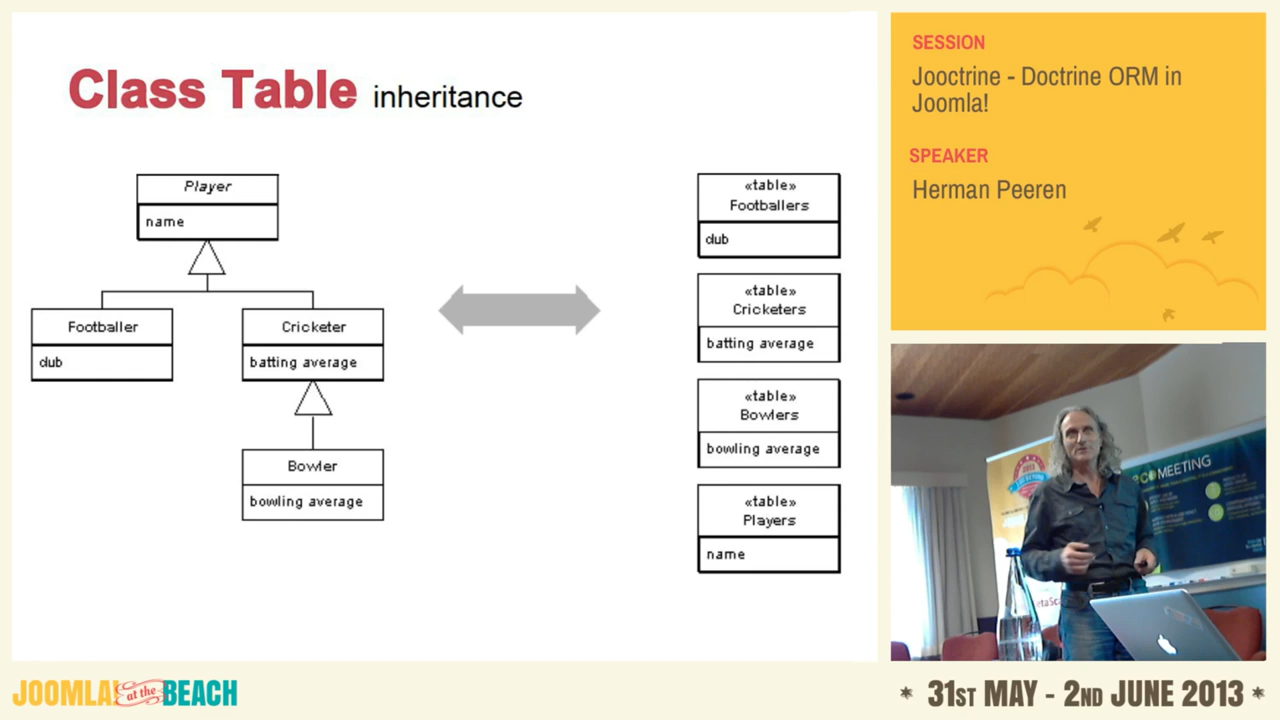 Class Table inheritance
Player
name
Footballer
club
Cricketer
batting average
Bowler
bowling average
«table»
Footballers
club
«table»
Cricketers
batting average
«table»
Bowlers
bowling average
«table»
Players
name
SESSION
Jooctrine - Doctrine ORM in
Joomla!
SPEAKER
Herman Peeren
MEETING
JOOMLA! at the BEACH
* 31ST MAY - 2ND JUNE 2013 *